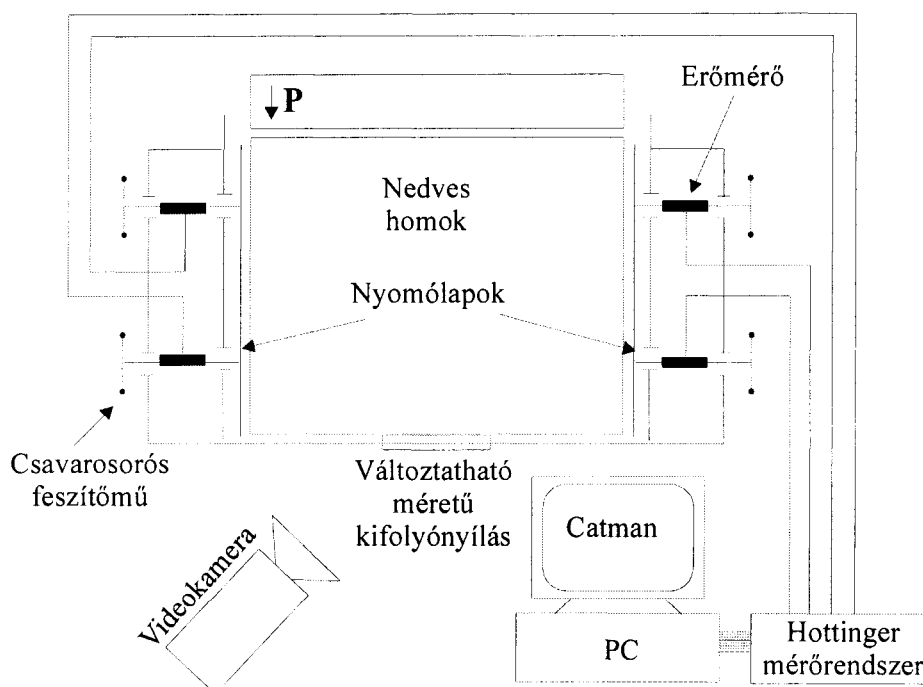 P
Erőmérő
Nedves
homok
Nyomólapok
Csavarosorós
feszítőmű
Változtatható
méretű
kifolyónyílás
Videokamera
Catman
PC
Hottinger
mérőrendszer